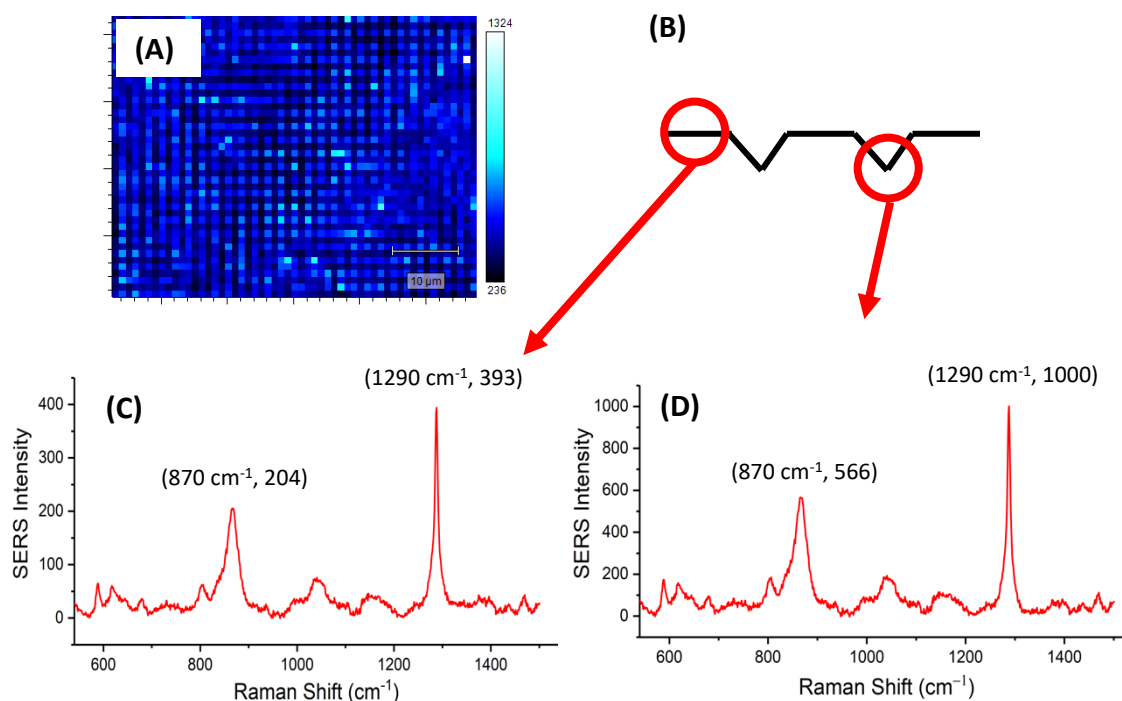 (A)
1324
236
10 μm
(B)
(C)
(1290 cm⁻¹, 393)
(870 cm⁻¹, 204)
SERS Intensity
400
300
200
100
0
600 800 1000 1200 1400
Raman Shift (cm⁻¹)
(D)
(1290 cm⁻¹, 1000)
(870 cm⁻¹, 566)
SERS Intensity
1000
800
600
400
200
0
600 800 1000 1200 1400
Raman Shift (cm⁻¹)